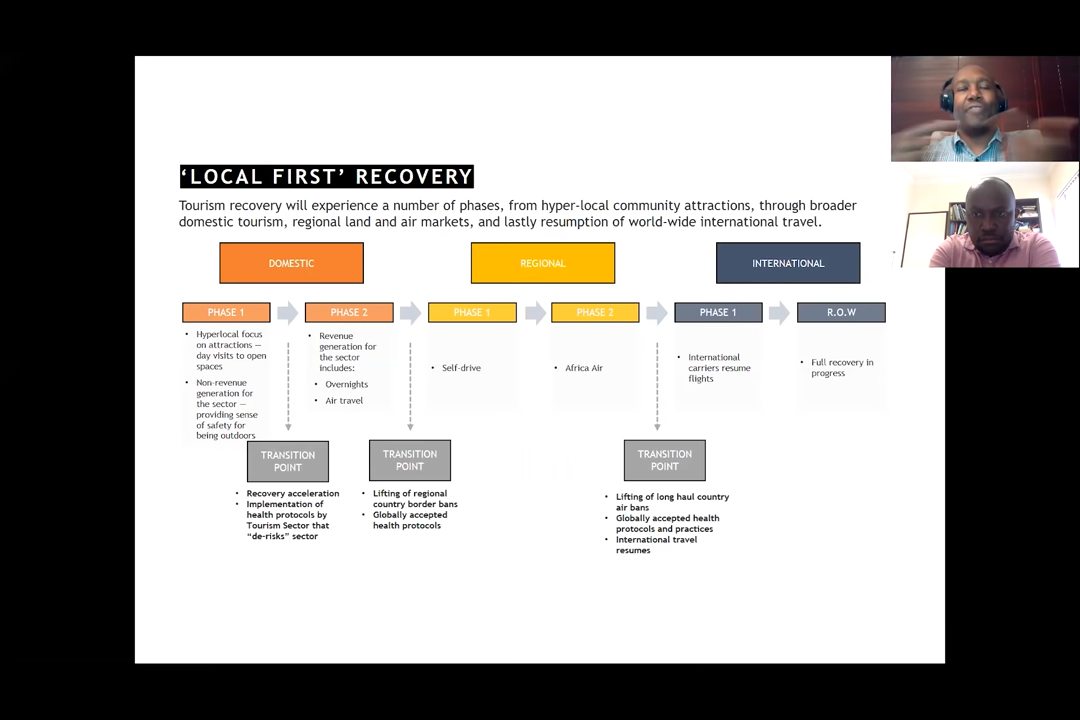 ‘LOCAL FIRST’ RECOVERY
Tourism recovery will experience a number of phases, from hyper-local community attractions, through broader
domestic tourism, regional land and air markets, and lastly resumption of world-wide international travel.
DOMESTIC
REGIONAL
INTERNATIONAL
PHASE 1
PHASE 2
PHASE 1
PHASE 2
PHASE 1
R.O.W
• Hyperlocal focus
on attractions –
day visits to open
spaces
• Non-revenue
generation for
the sector –
providing sense
of safety for
being outdoors
• Revenue
generation for
the sector
includes:
• Overnights
• Air travel
• Self-drive
• Africa Air
• International
carriers resume
flights
• Full recovery in
progress
TRANSITION
POINT
• Recovery acceleration
• Implementation of
health protocols by
Tourism Sector that
“de-risks” sector
TRANSITION
POINT
• Lifting of regional
country border bans
• Globally accepted
health protocols
TRANSITION
POINT
• Lifting of long haul country
air bans
• Globally accepted health
protocols and practices
• International travel
resumes